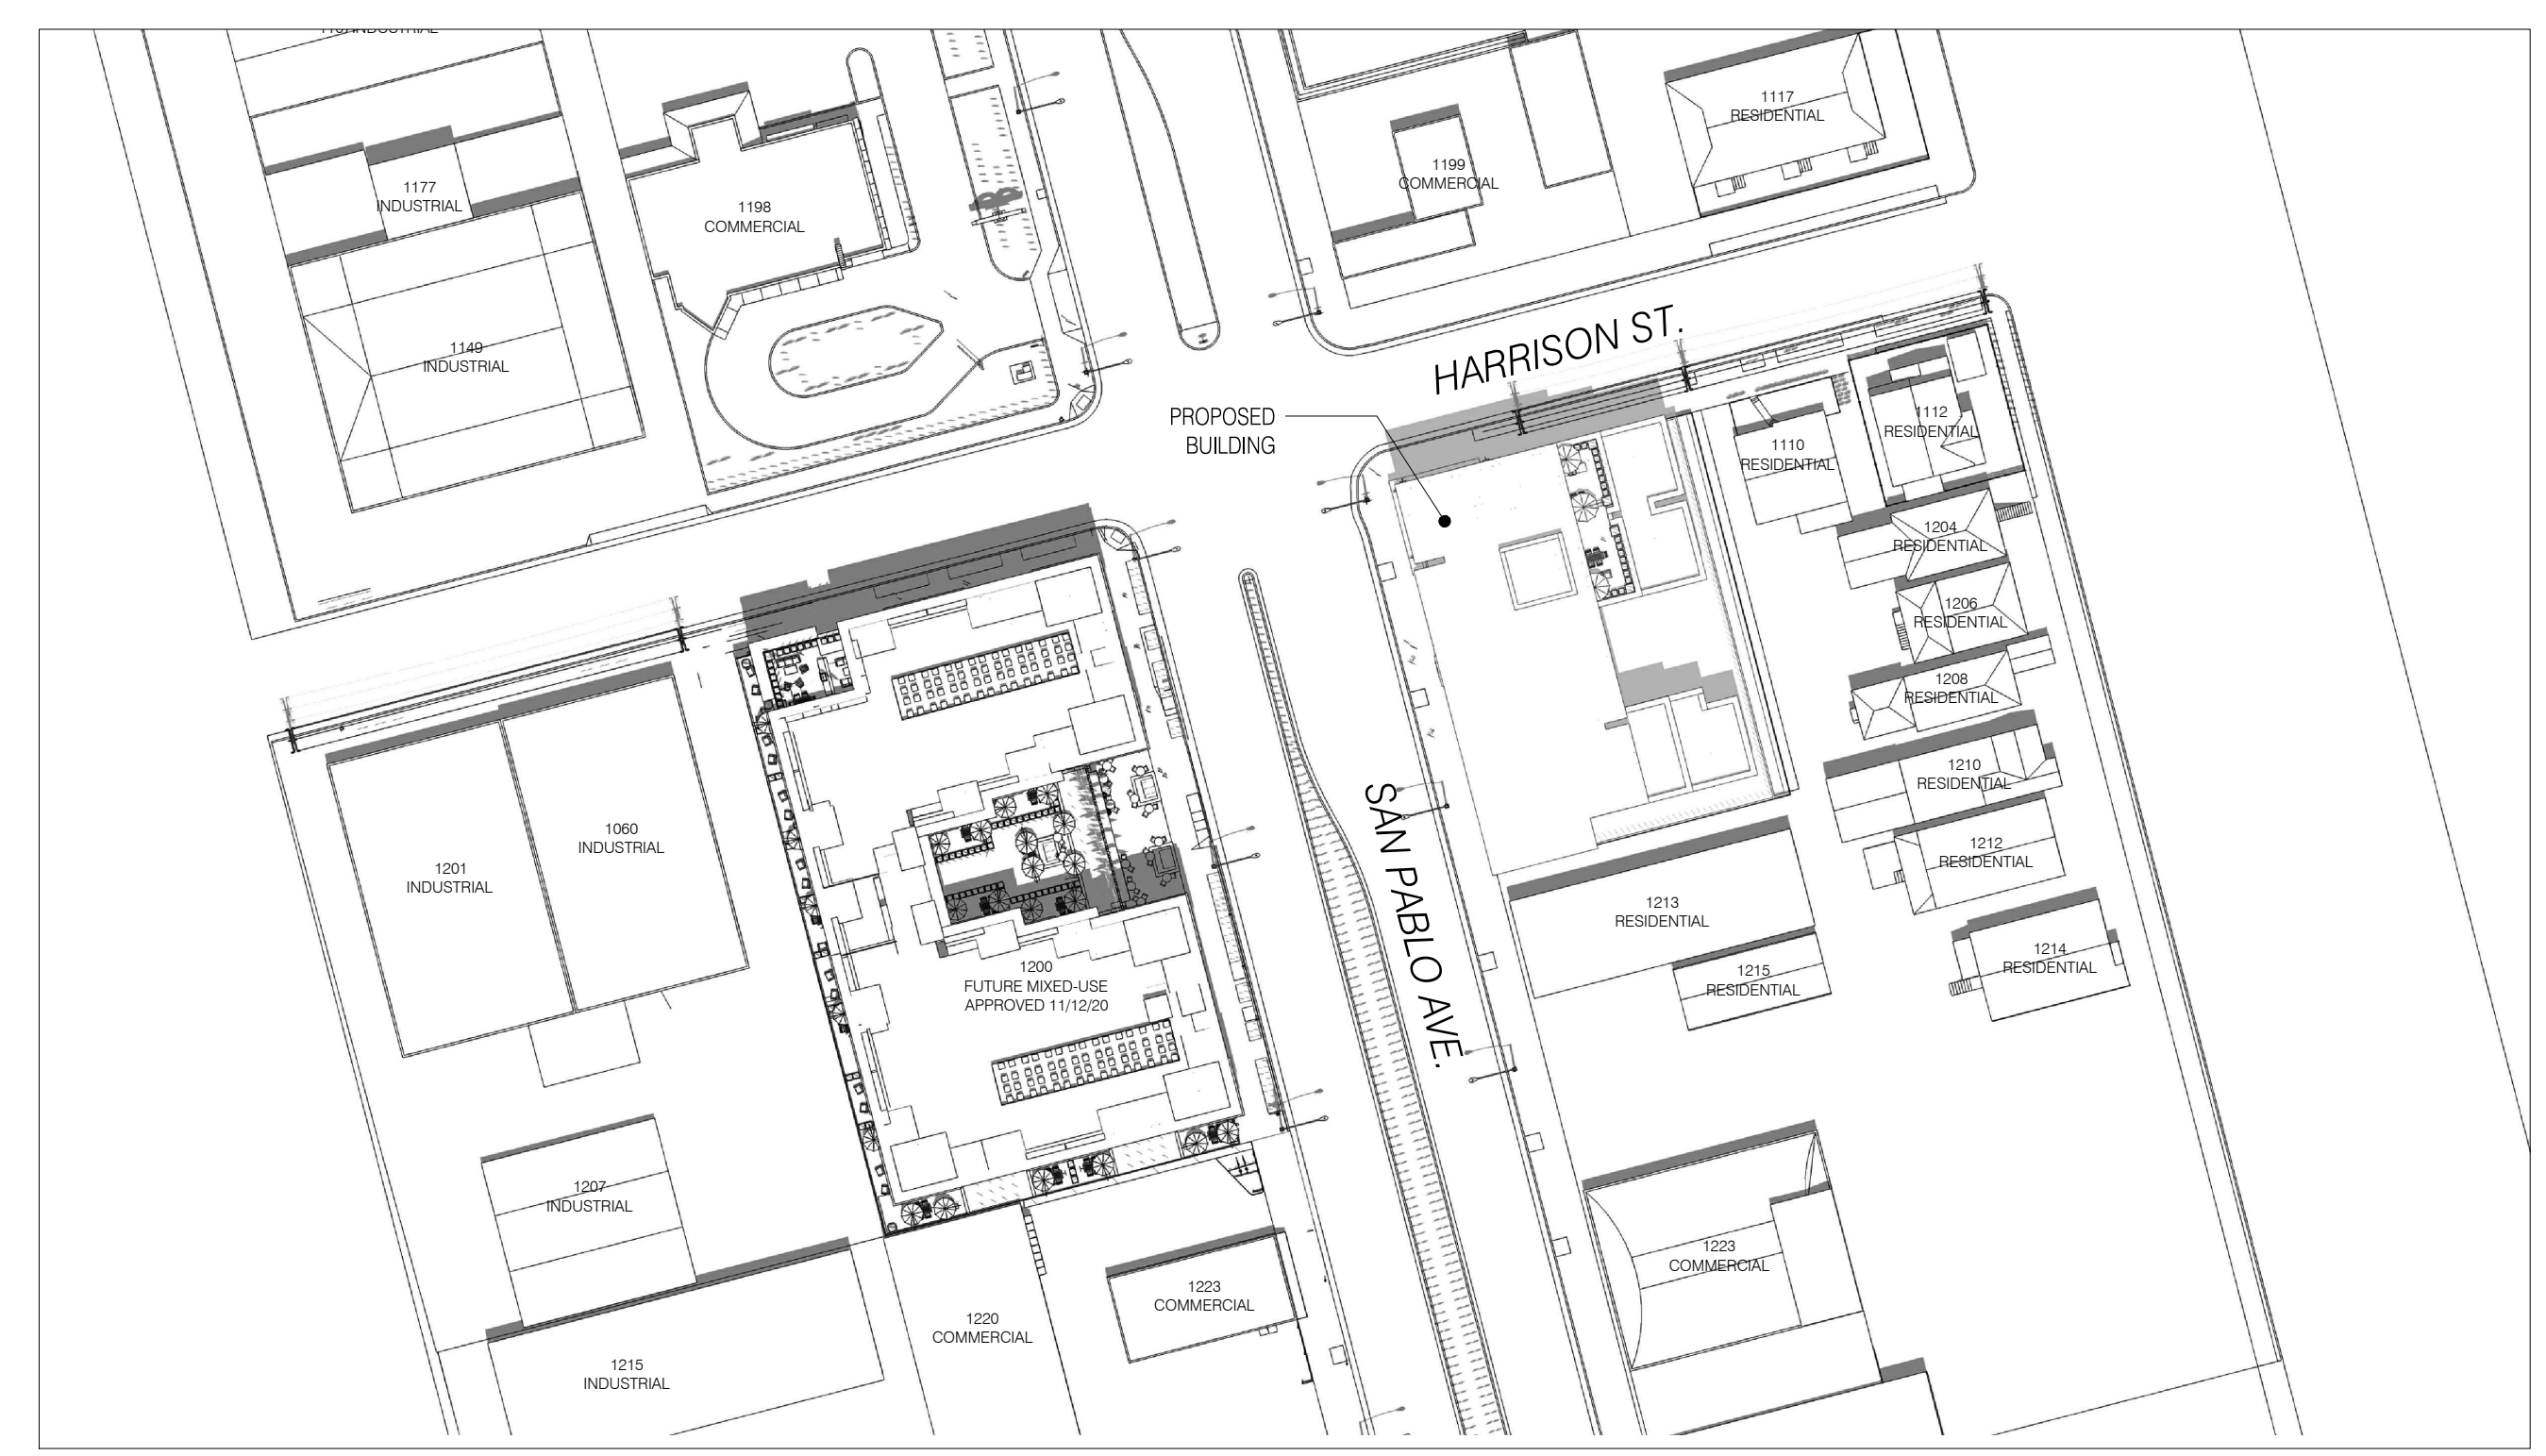 1177
INDUSTRIAL
1149
INDUSTRIAL
1198
COMMERCIAL
1199
COMMERCIAL
1117
RESIDENTIAL
HARRISON ST.
PROPOSED
BUILDING
1110
RESIDENTIAL
1112
RESIDENTIAL
1204
RESIDENTIAL
1206
RESIDENTIAL
1208
RESIDENTIAL
1210
RESIDENTIAL
1212
RESIDENTIAL
1214
RESIDENTIAL
1213
RESIDENTIAL
1215
RESIDENTIAL
SAN PABLO AVE.
1201
INDUSTRIAL
1060
INDUSTRIAL
1200
FUTURE MIXED-USE
APPROVED 11/12/20
1207
INDUSTRIAL
1215
INDUSTRIAL
1220
COMMERCIAL
1223
COMMERCIAL
1223
COMMERCIAL